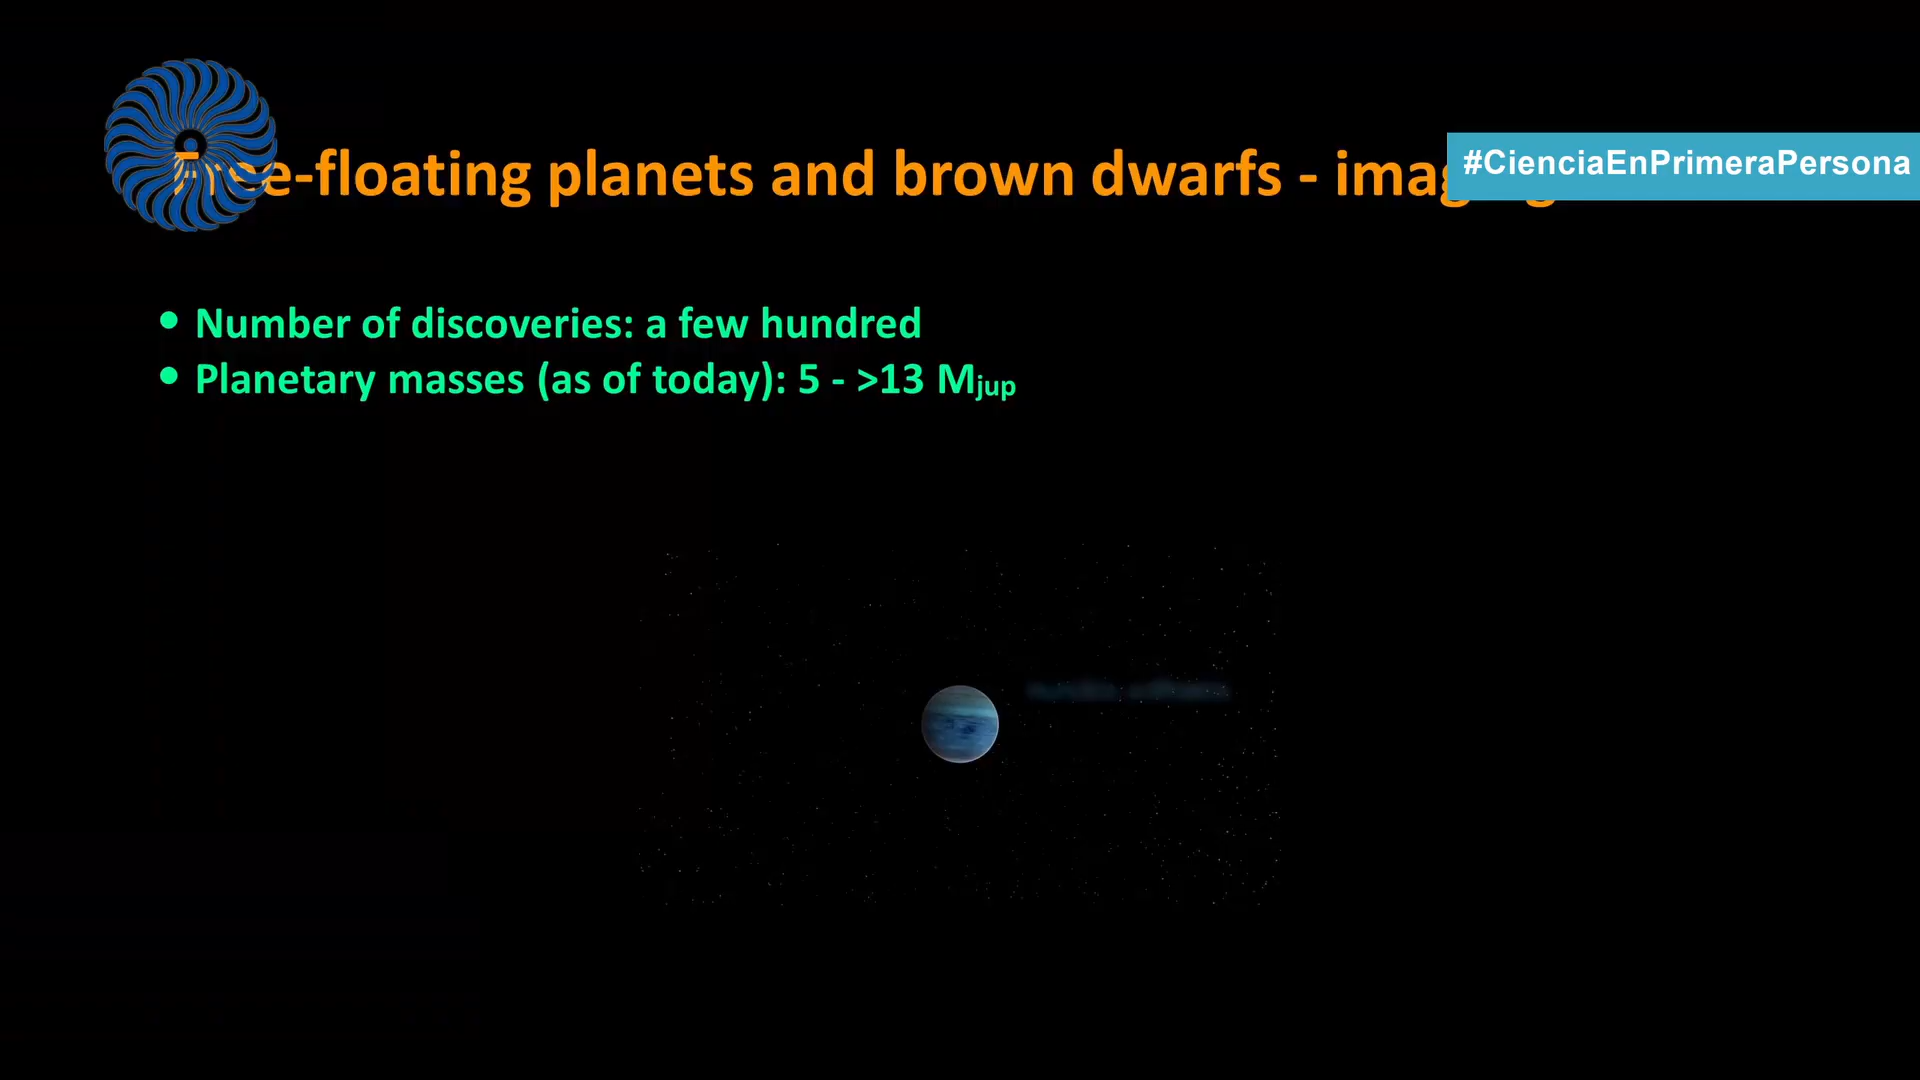 -floating planets and brown dwarfs -
#CienciaEnPrimeraPersona
• Number of discoveries: a few hundred
• Planetary masses (as of today): 5 - >13 Mjup